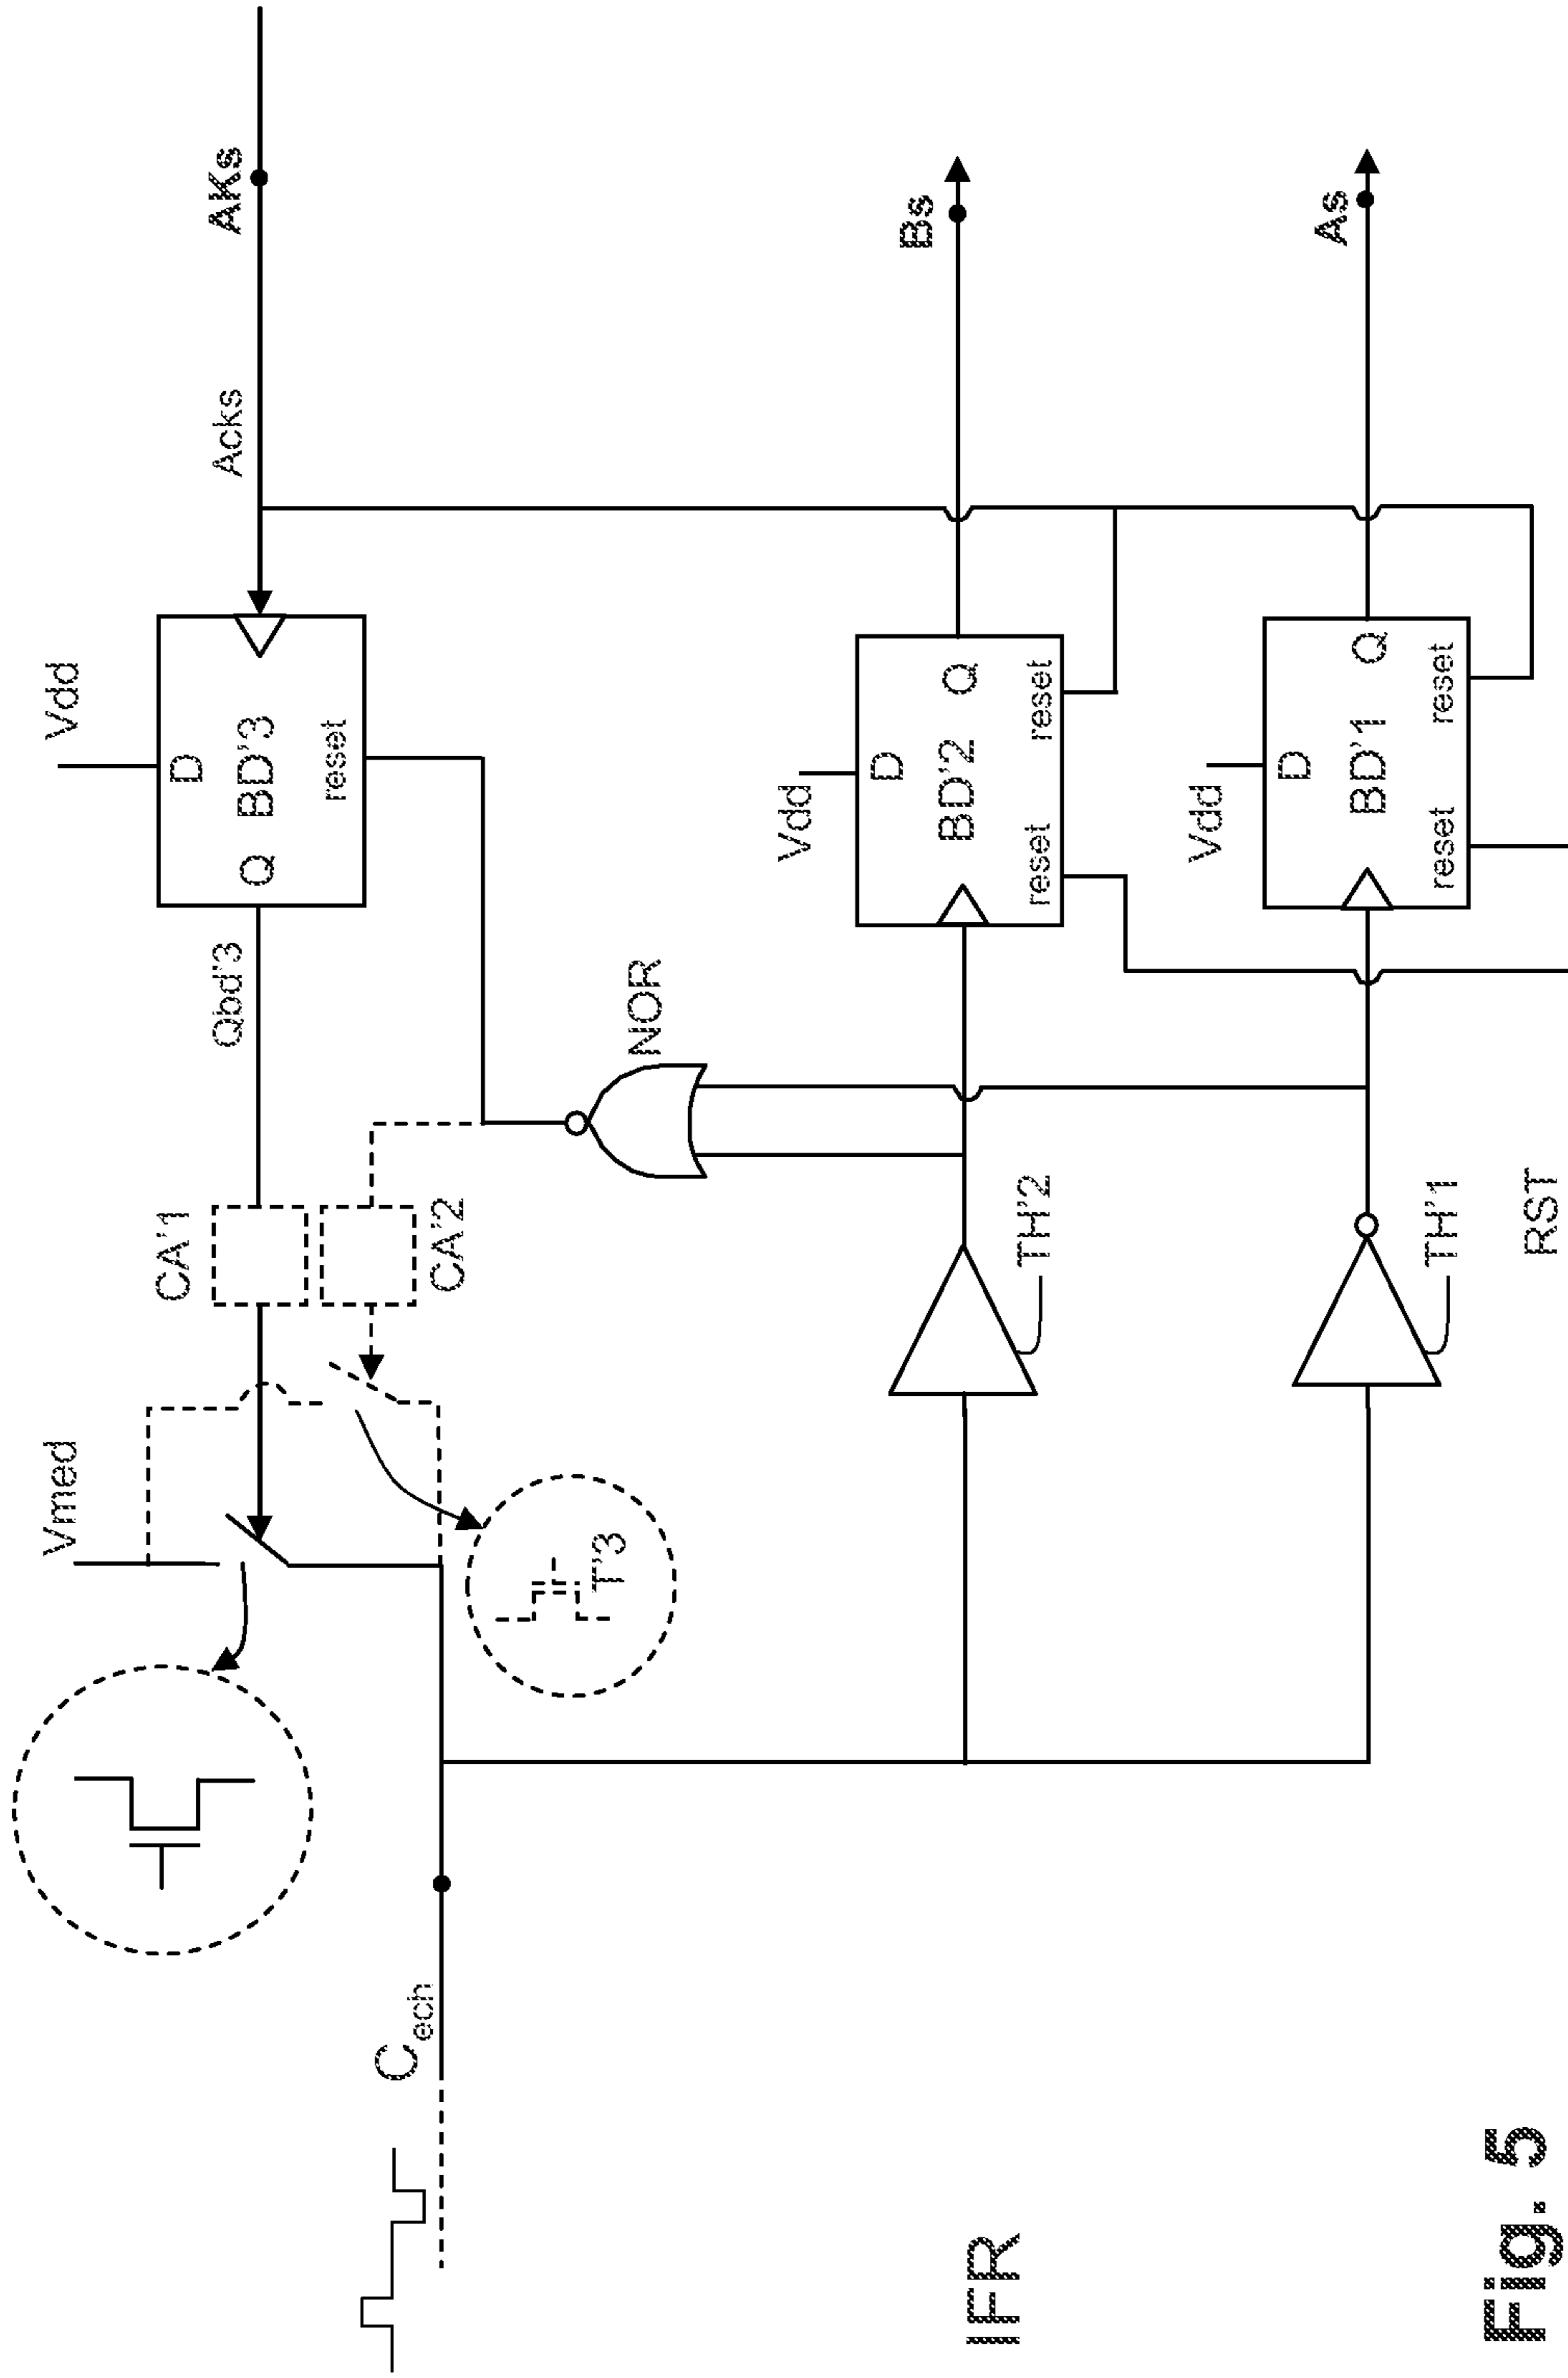 Vmed
Vdd
CA'1
Qbd'3
D
Q
BD'3
reset
Acks
AKs
CA'2
T'3
C_ech
NOR
Vdd
D
BD'2
Q
reset
reset
Bs
TH'2
IFR
Vdd
D
BD'1
Q
reset
reset
As
TH'1
RST
Fig. 5